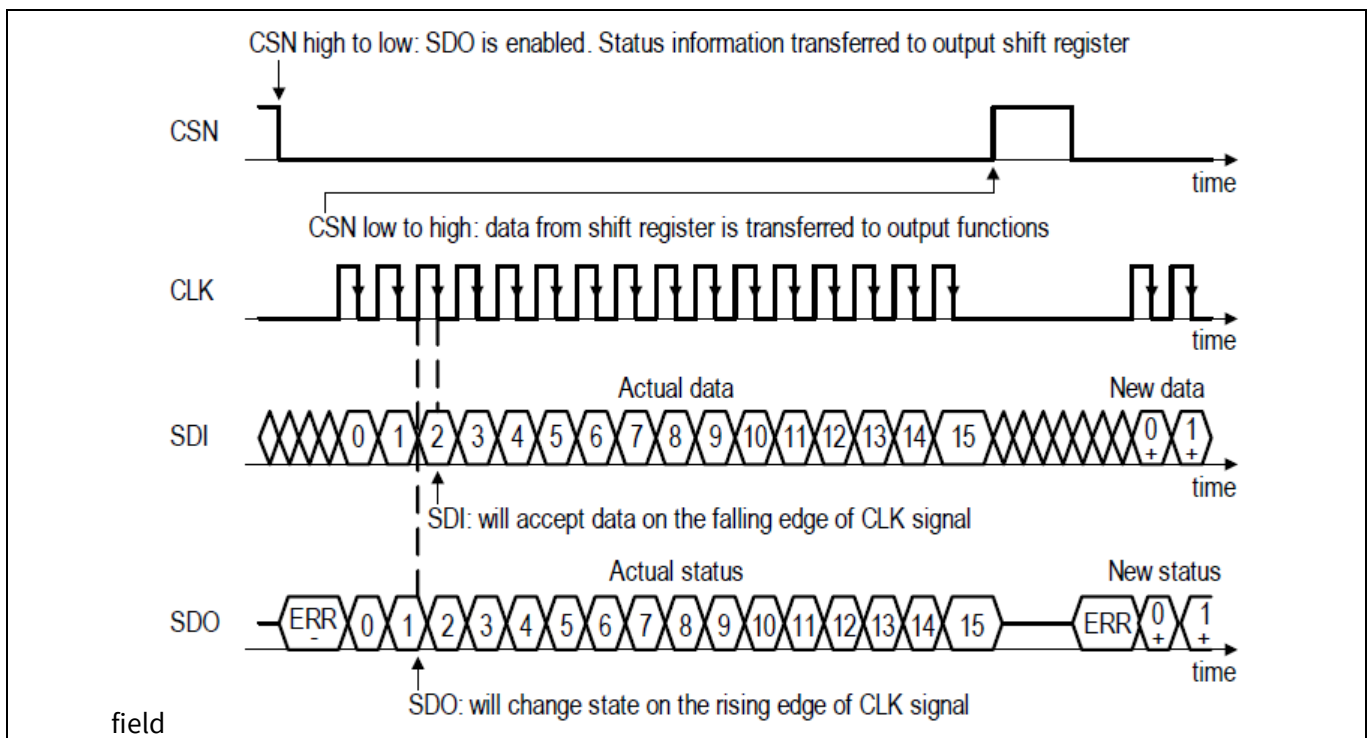 CSN high to low: SDO is enabled. Status information transferred to output shift register
CSN
time
CSN low to high: data from shift register is transferred to output functions
CLK
time
Actual data New data
SDI 0 1 2 3 4 5 6 7 8 9 10 11 12 13 14 15 0 + 1 +
time
SDI: will accept data on the falling edge of CLK signal
Actual status New status
SDO ERR - 0 1 2 3 4 5 6 7 8 9 10 11 12 13 14 15 ERR 0 + 1 +
time
SDO: will change state on the rising edge of CLK signal
field